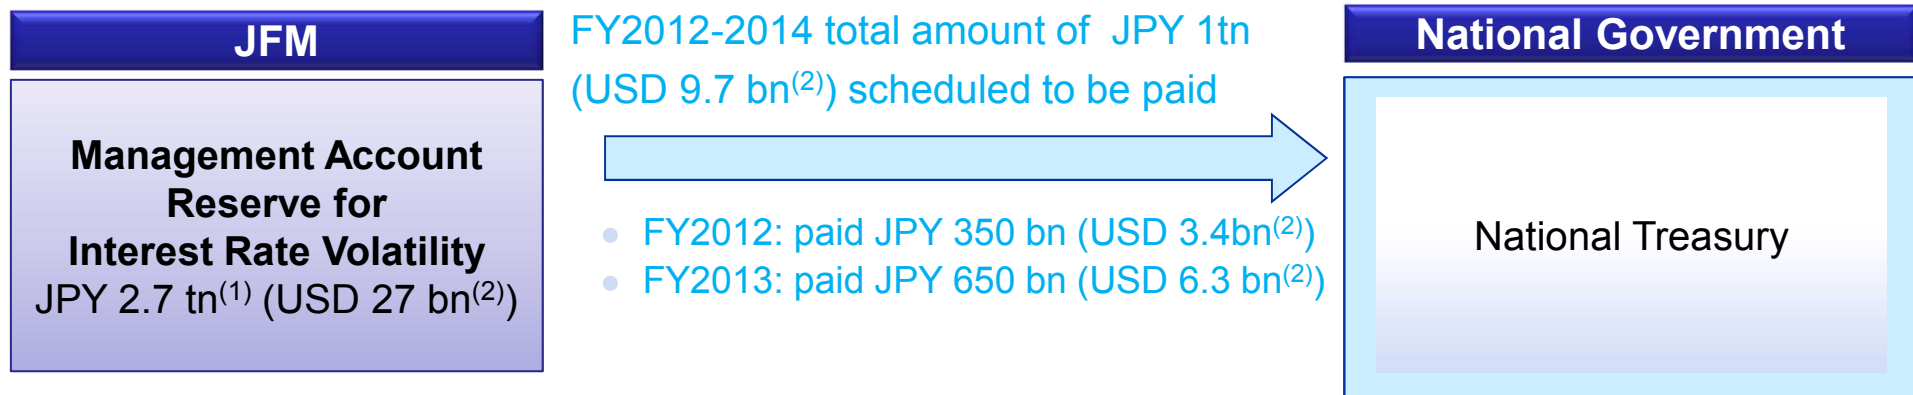 JFM
Management Account
Reserve for
Interest Rate Volatility
JPY 2.7 tn(1) (USD 27 bn(2))
FY2012-2014 total amount of JPY 1tn
(USD 9.7 bn(2)) scheduled to be paid
● FY2012: paid JPY 350 bn (USD 3.4bn(2))
● FY2013: paid JPY 650 bn (USD 6.3 bn(2))
National Government
National Treasury